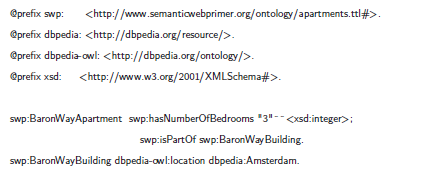 @prefix swp: <http://www.semanticwebprimer.org/ontology/apartments.ttl#>.
@prefix dbpedia: <http://dbpedia.org/resource/>.
@prefix dbpedia-owl: <http://dbpedia.org/ontology/>.
@prefix xsd: <http://www.w3.org/2001/XMLSchema#>.
swp:BaronWayApartment swp:hasNumberOfBedrooms "3"ˆˆ<xsd:integer>;
swp:isPartOf swp:BaronWayBuilding.
swp:BaronWayBuilding dbpedia-owl:location dbpedia:Amsterdam.